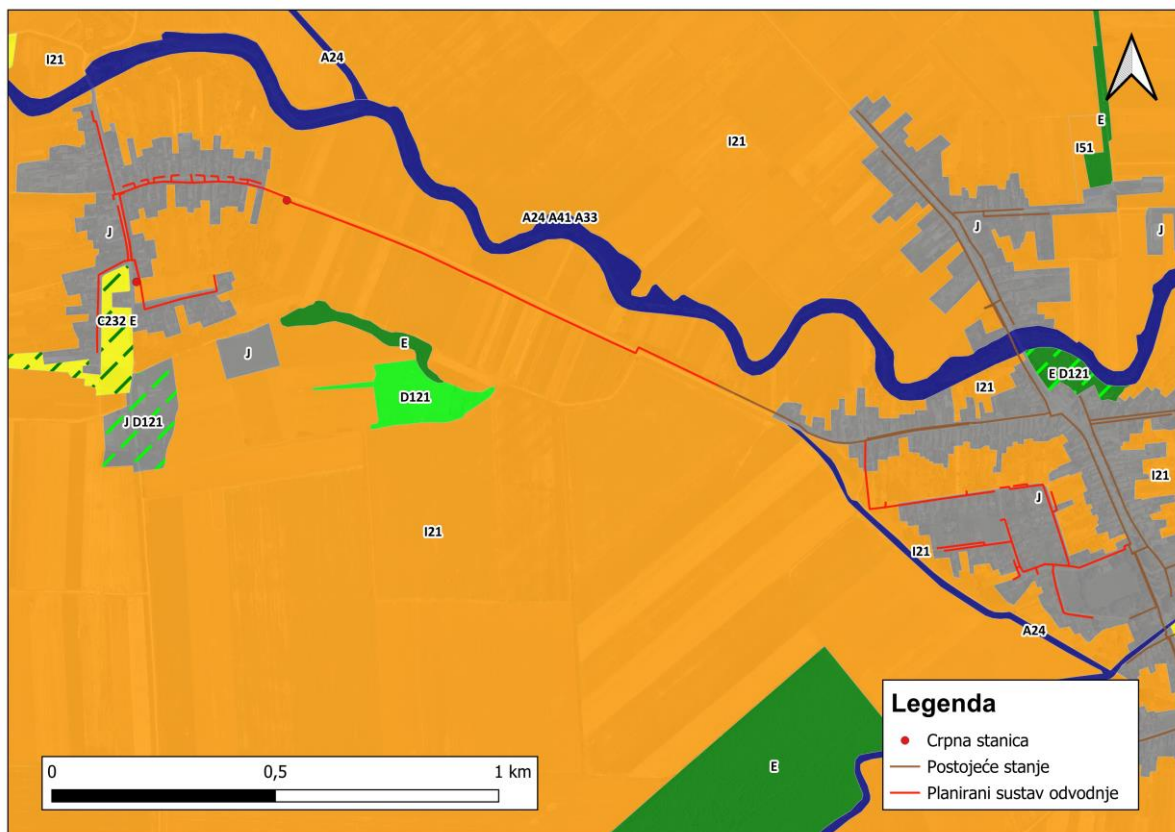 I21
A24
I21
E
I51
A24 A41 A33
J
J
J
C232 E
J
E
D121
J D121
I21
E D121
I21
J
I21
I21
A24
E
Legenda
Crpna stanica
Postojeće stanje
Planirani sustav odvodnje
0 0,5 1 km